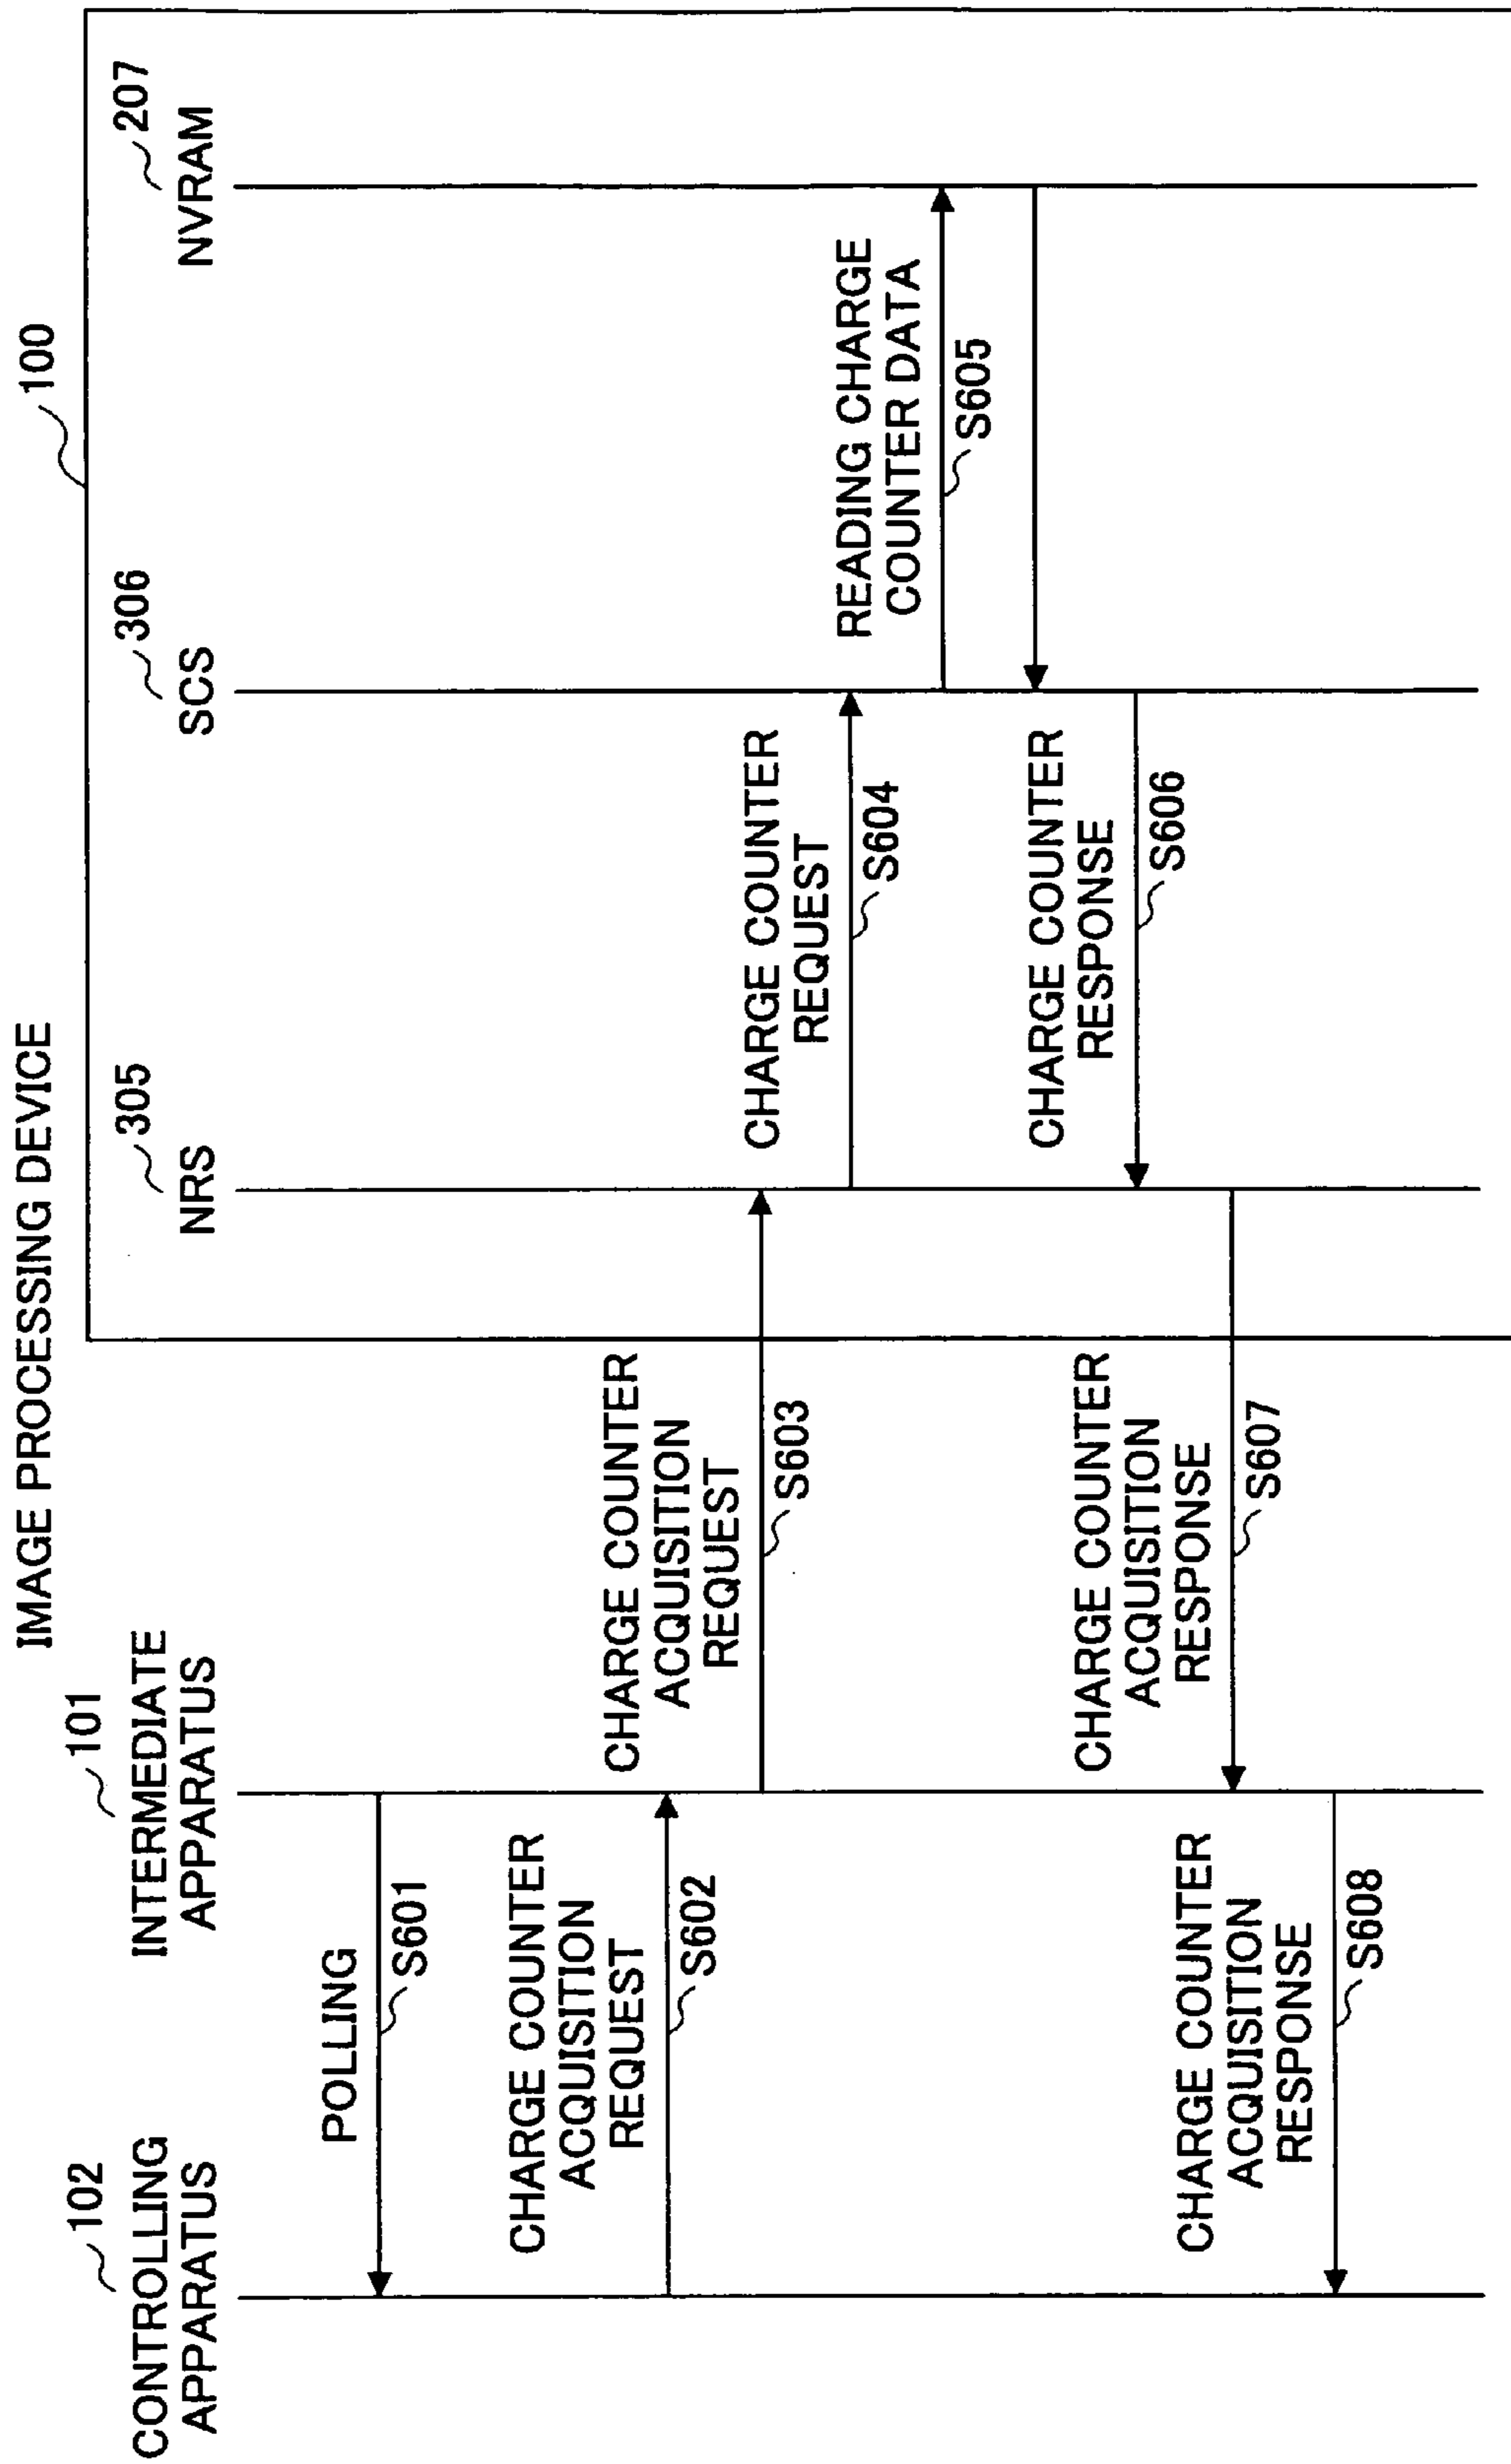 IMAGE PROCESSING DEVICE
100
102
CONTROLLING
APPARATUS
101
INTERMEDIATE
APPARATUS
305
NRS
306
SCS
207
NVRAM
POLLING
S601
CHARGE COUNTER
ACQUISITION
REQUEST
S602
CHARGE COUNTER
ACQUISITION
REQUEST
S603
CHARGE COUNTER
REQUEST
S604
READING CHARGE
COUNTER DATA
S605
CHARGE COUNTER
RESPONSE
S606
CHARGE COUNTER
ACQUISITION
RESPONSE
S607
CHARGE COUNTER
ACQUISITION
RESPONSE
S608